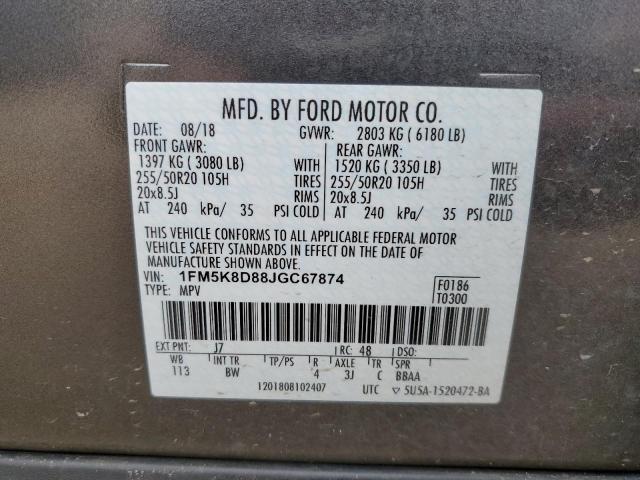 MFD. BY FORD MOTOR CO.
DATE: 08/18 GVWR: 2803 KG ( 6180 LB)
FRONT GAWR: REAR GAWR:
1397 KG ( 3080 LB) WITH 1520 KG ( 3350 LB) WITH
255/50R20 105H TIRES 255/50R20 105H TIRES
20x8.5J RIMS 20x8.5J RIMS
AT 240 kPa/ 35 PSI COLD AT 240 kPa/ 35 PSI COLD
THIS VEHICLE CONFORMS TO ALL APPLICABLE FEDERAL MOTOR
VEHICLE SAFETY STANDARDS IN EFFECT ON THE DATE OF
MANUFACTURE SHOWN ABOVE.
VIN: 1FM5K8D88JGC67874 F0186
TYPE: MPV T0300
EXT PNT: J7 RC: 48 DSO:
WB INT TR TP/PS R AXLE TR SPR
113 BW 4 3J C BBAA
1201808102407 UTC ▽ 5U5A-1520472-BA